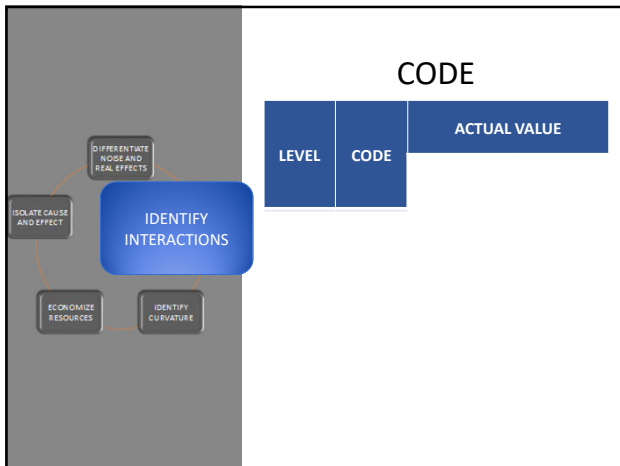 DIFFERENTIATE
NOISE AND
REAL EFFECTS
ISOLATE CAUSE
AND EFFECT
IDENTIFY
INTERACTIONS
ECONOMIZE
RESOURCES
IDENTIFY
CURVATURE
CODE
LEVEL
CODE
ACTUAL VALUE